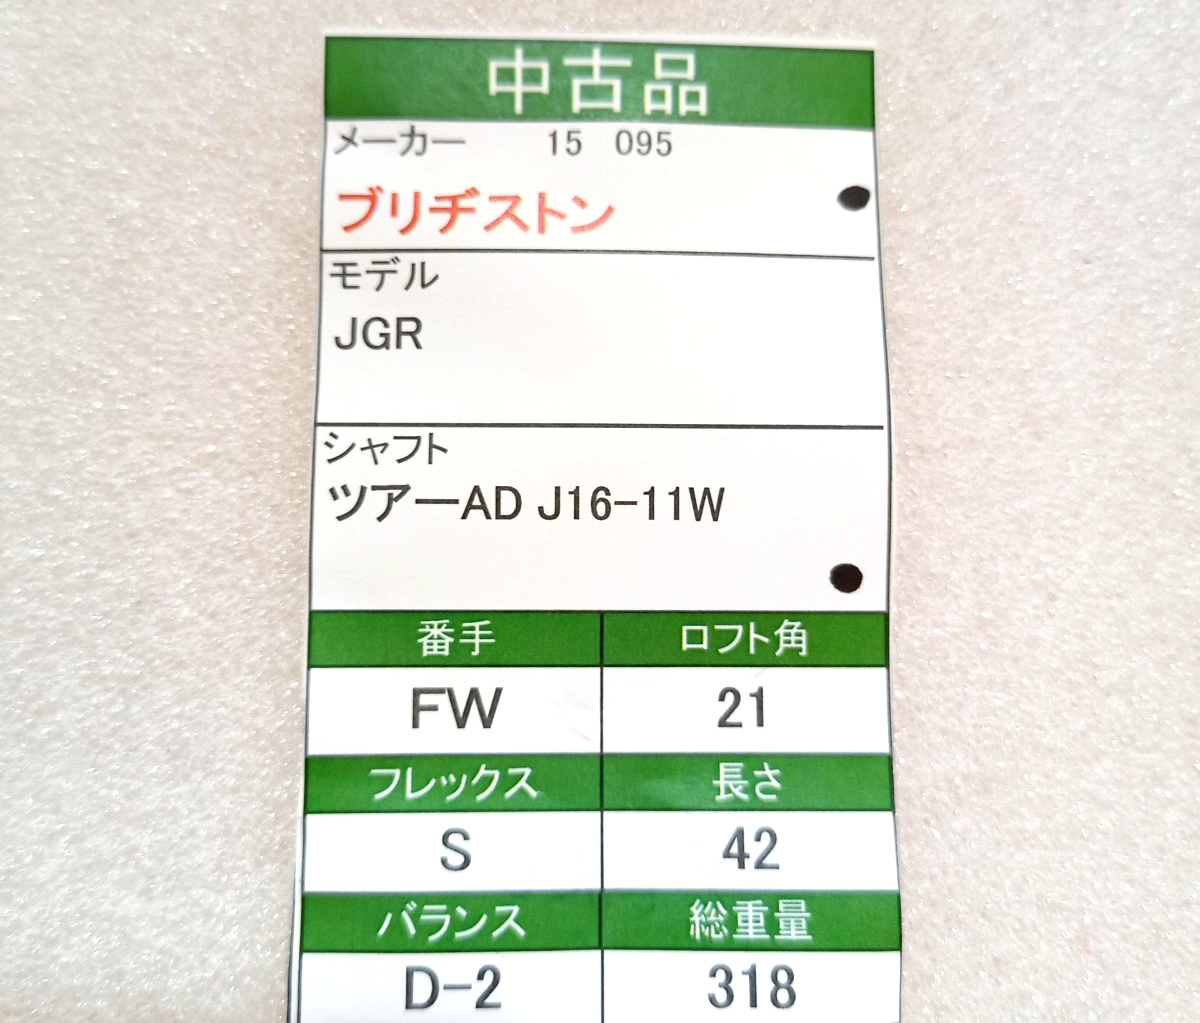 中古品
メーカー 15 095
ブリヂストン
モデル
JGR
シャフト
ツアーAD J16-11W
番手 ロフト角
FW 21
フレックス 長さ
S 42
バランス 総重量
D-2 318